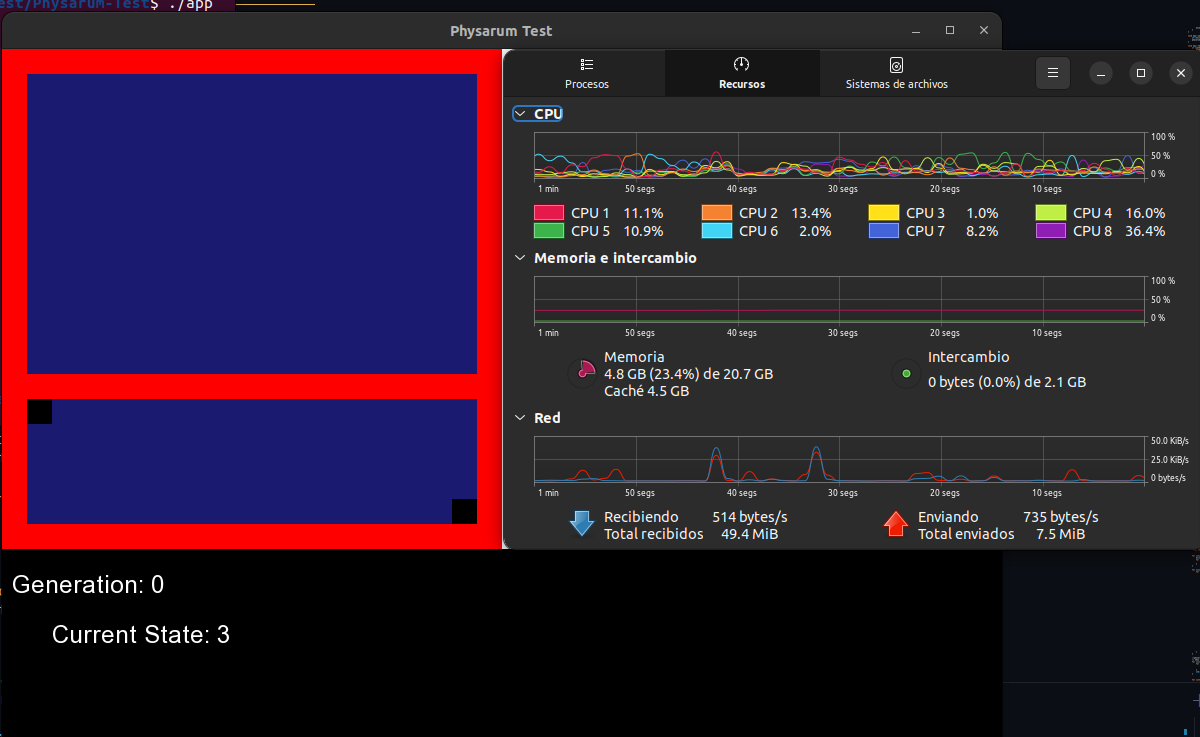 est/Physarum-Test$ ./app
Physarum Test
Procesos
Recursos
Sistemas de archivos
CPU
100 %
50 %
0 %
1 min 50 segs 40 segs 30 segs 20 segs 10 segs
CPU 1 11.1% CPU 2 13.4% CPU 3 1.0% CPU 4 16.0%
CPU 5 10.9% CPU 6 2.0% CPU 7 8.2% CPU 8 36.4%
Memoria e intercambio
100 %
50 %
0 %
1 min 50 segs 40 segs 30 segs 20 segs 10 segs
Memoria
4.8 GB (23.4%) de 20.7 GB
Caché 4.5 GB
Intercambio
0 bytes (0.0%) de 2.1 GB
Red
50.0 KiB/s
25.0 KiB/s
0 bytes/s
1 min 50 segs 40 segs 30 segs 20 segs 10 segs
Recibiendo 514 bytes/s
Total recibidos 49.4 MiB
Enviando 735 bytes/s
Total enviados 7.5 MiB
Generation: 0
Current State: 3